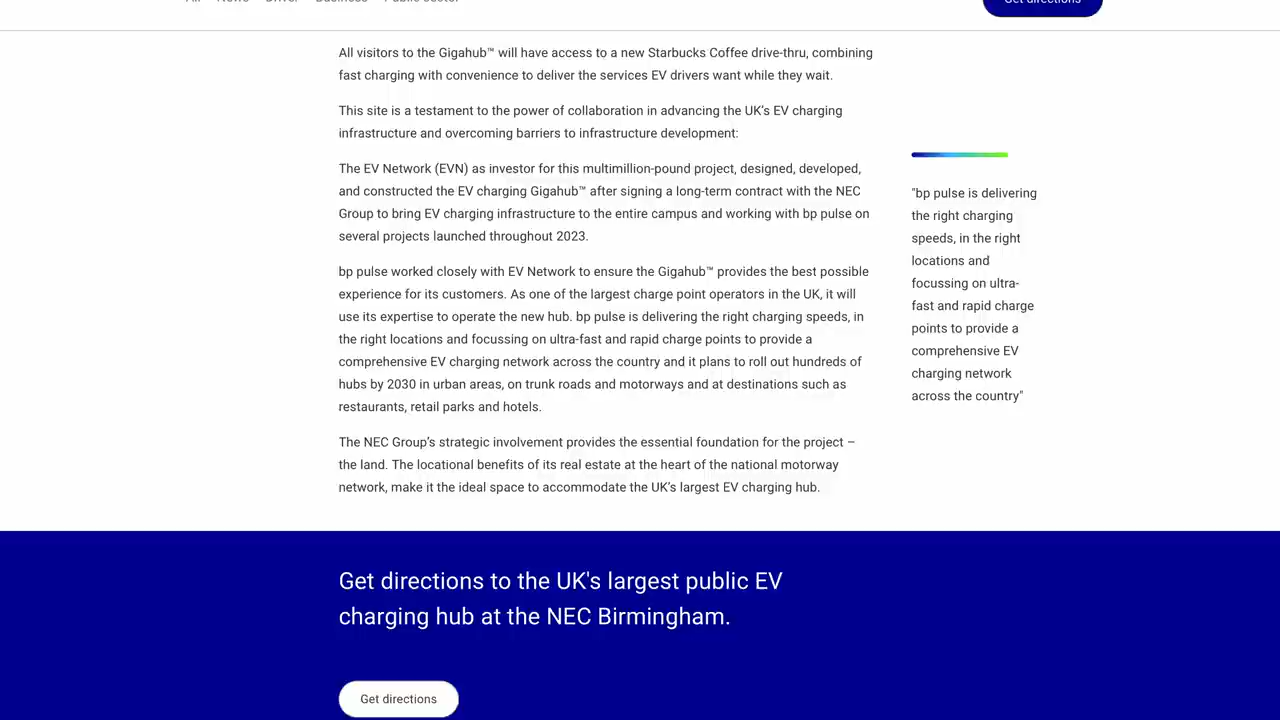 All News Driver Business Public sector
Get directions
All visitors to the Gigahub™ will have access to a new Starbucks Coffee drive-thru, combining
fast charging with convenience to deliver the services EV drivers want while they wait.
This site is a testament to the power of collaboration in advancing the UK’s EV charging
infrastructure and overcoming barriers to infrastructure development:
The EV Network (EVN) as investor for this multimillion-pound project, designed, developed,
and constructed the EV charging Gigahub™ after signing a long-term contract with the NEC
Group to bring EV charging infrastructure to the entire campus and working with bp pulse on
several projects launched throughout 2023.
bp pulse worked closely with EV Network to ensure the Gigahub™ provides the best possible
experience for its customers. As one of the largest charge point operators in the UK, it will
use its expertise to operate the new hub. bp pulse is delivering the right charging speeds, in
the right locations and focussing on ultra-fast and rapid charge points to provide a
comprehensive EV charging network across the country and it plans to roll out hundreds of
hubs by 2030 in urban areas, on trunk roads and motorways and at destinations such as
restaurants, retail parks and hotels.
The NEC Group’s strategic involvement provides the essential foundation for the project –
the land. The locational benefits of its real estate at the heart of the national motorway
network, make it the ideal space to accommodate the UK’s largest EV charging hub.
"bp pulse is delivering
the right charging
speeds, in the right
locations and
focussing on ultra-
fast and rapid charge
points to provide a
comprehensive EV
charging network
across the country"
Get directions to the UK's largest public EV
charging hub at the NEC Birmingham.
Get directions